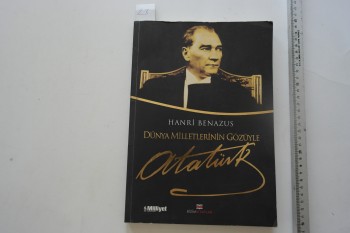 HANRİ BENAZUS
DÜNYA MİLLETLERİNİN GÖZÜYLE
Atatürk
Milliyet